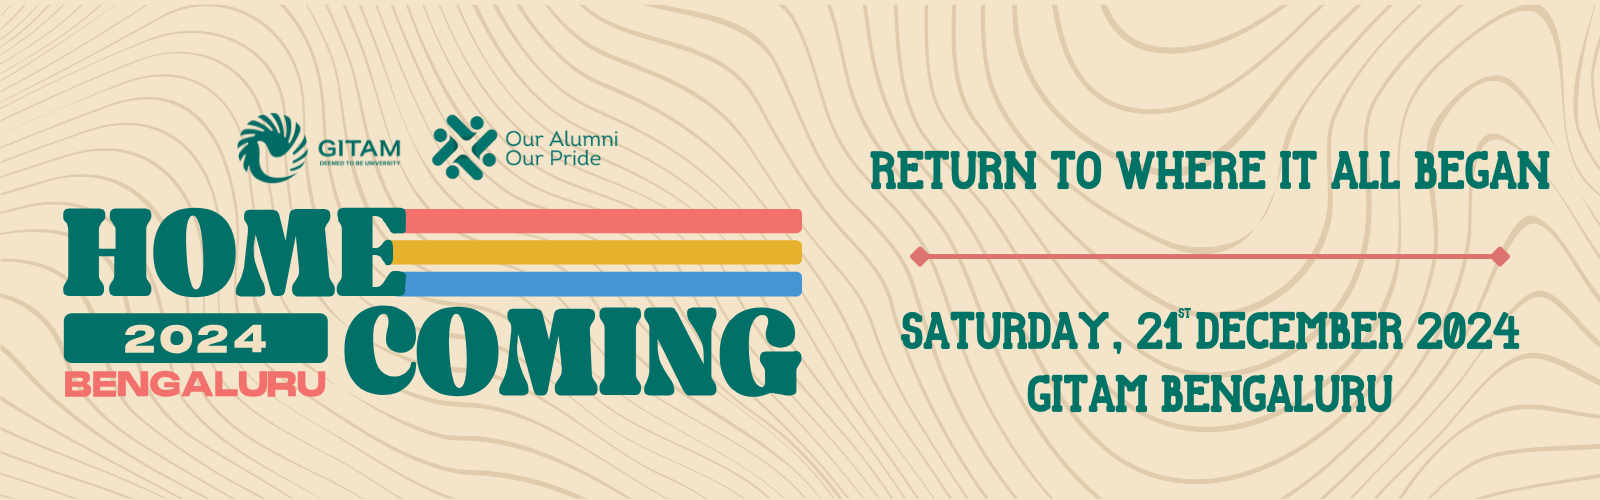 GITAM
DEEMED TO BE UNIVERSITY
Our Alumni
Our Pride
HOME
COMING
2024
BENGALURU
RETURN TO WHERE IT ALL BEGAN
SATURDAY, 21ST DECEMBER 2024
GITAM BENGALURU